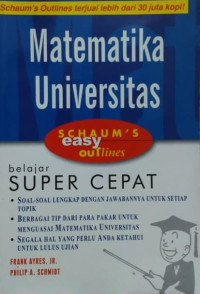 Schaum's Outlines terjual lebih dari 30 juta kopi!
Matematika
Universitas
SCHAUM'S
easy
outlines
belajar
SUPER CEPAT
• SOAL-SOAL LENGKAP DENGAN JAWABANNYA UNTUK SETIAP
TOPIK
• BERBAGAI TIP DARI PARA PAKAR UNTUK
MENGUASAI MATEMATIKA UNIVERSITAS
• SEGALA HAL YANG PERLU ANDA KETAHUI
UNTUK LULUS UJIAN
FRANK AYRES, JR.
PHILIP A. SCHMIDT